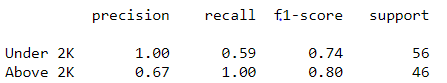 precision recall f1-score support
Under 2K 1.00 0.59 0.74 56
Above 2K 0.67 1.00 0.80 46